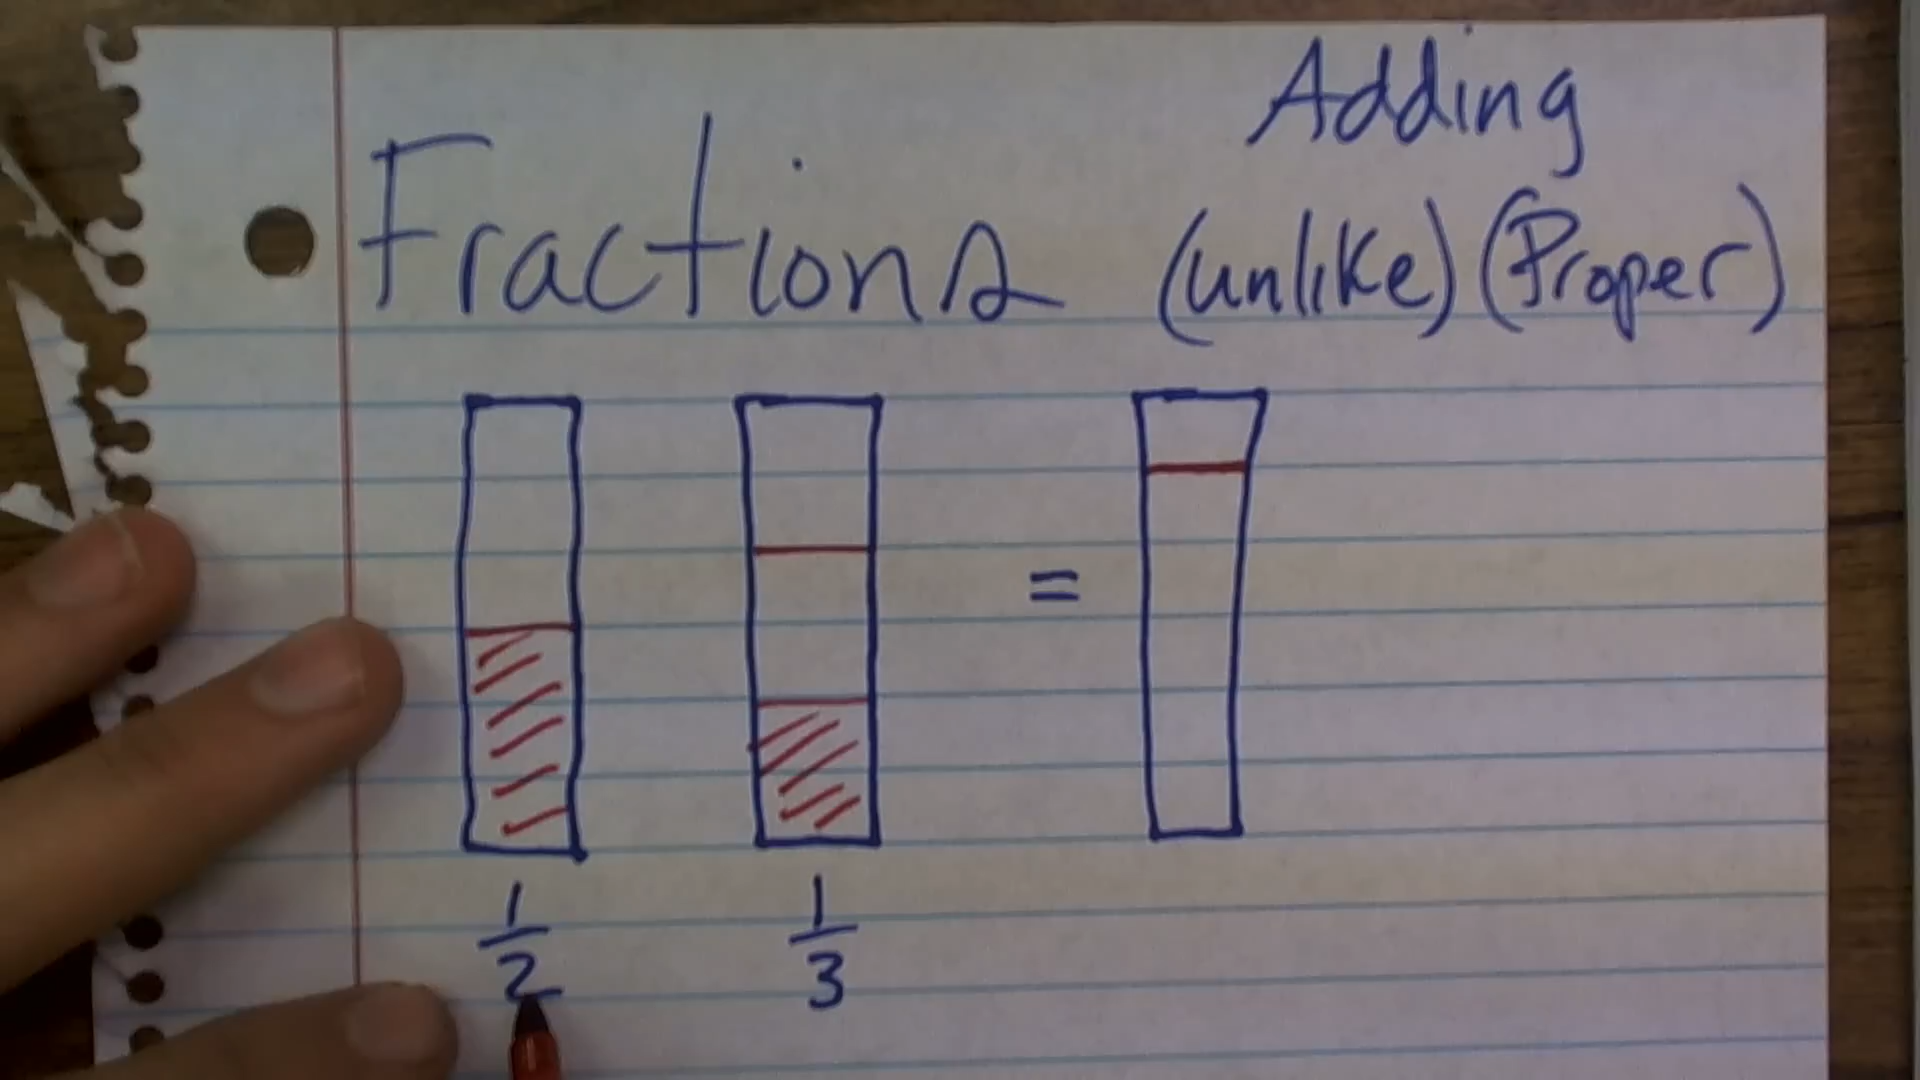 Adding
Fractions (unlike) (Proper)
=
1/2 1/3